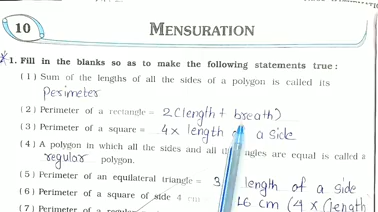 10 MENSURATION
1. Fill in the blanks so as to make the following statements true :
(1) Sum of the lengths of all the sides of a polygon is called its
Perimeter
(2) Perimeter of a rectangle = 2(length + breath)
(3) Perimeter of a square = 4 x length of a side
(4) A polygon in which all the sides and all its angles are equal is called a
regular polygon.
(5) Perimeter of an equilateral triangle = 3 length of a side
(6) Perimeter of a square of side 4 cm 16 cm (4 x (length
(7) Perimeter of a regular